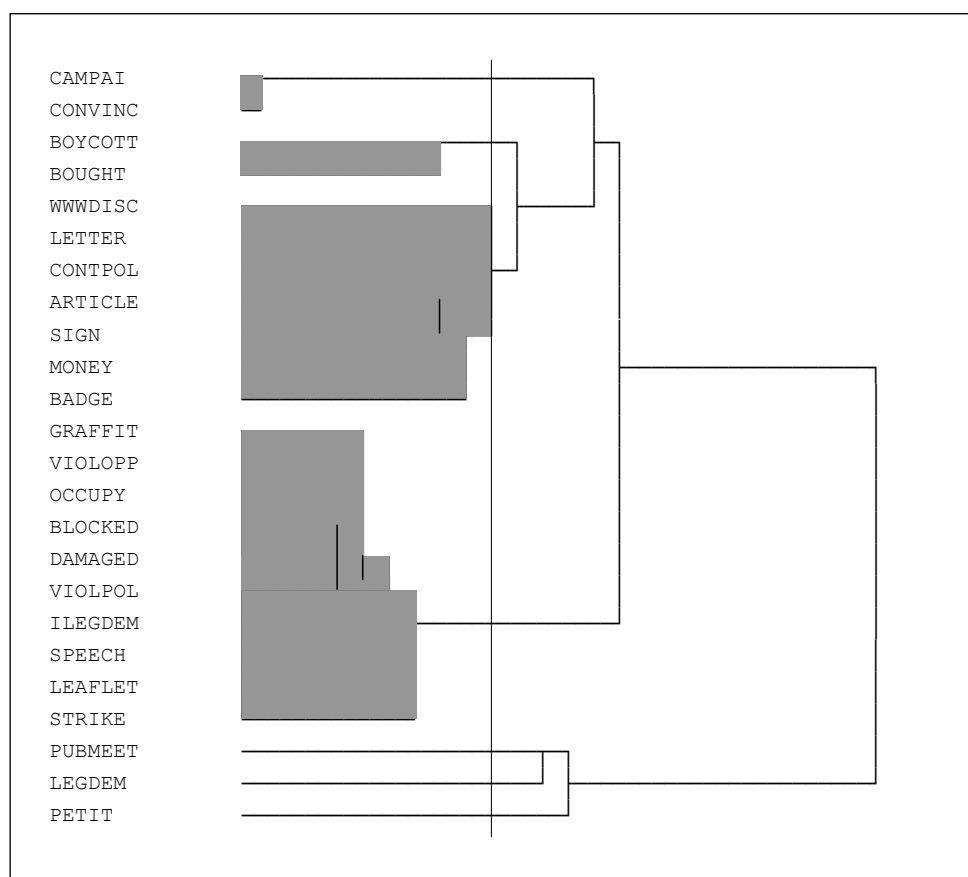 CAMPAI
CONVINC
BOYCOTT
BOUGHT
WWWDISC
LETTER
CONTPOL
ARTICLE
SIGN
MONEY
BADGE
GRAFFIT
VIOLOPP
OCCUPY
BLOCKED
DAMAGED
VIOLPOL
ILEGDEM
SPEECH
LEAFLET
STRIKE
PUBMEET
LEGDEM
PETIT